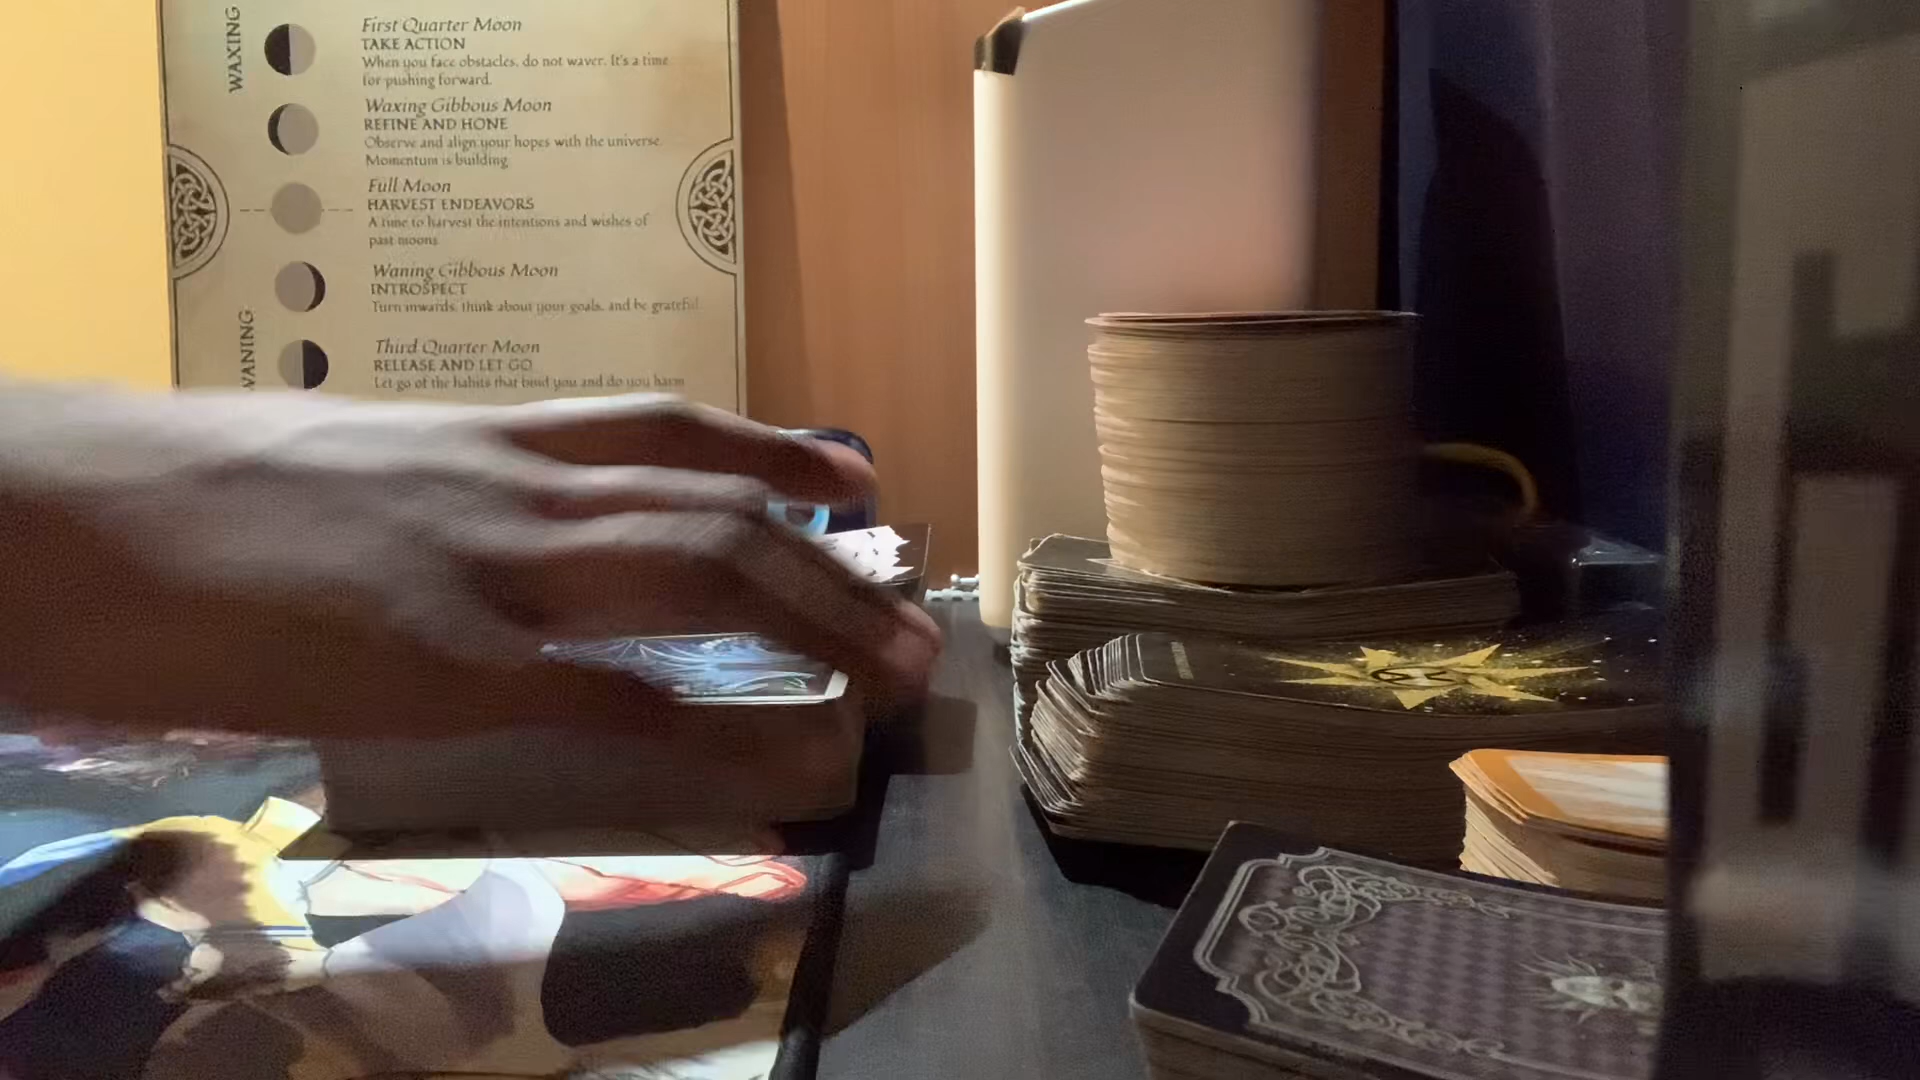 WAXING
First Quarter Moon
TAKE ACTION
When you face obstacles, do not waver. It's a time
for pushing forward.
Waxing Gibbous Moon
REFINE AND HONE
Observe and align your hopes with the universe.
Momentum is building.
Full Moon
HARVEST ENDEAVORS
A time to harvest the intentions and wishes of
past moons.
WANING
Waning Gibbous Moon
INTROSPECT
Turn inwards, think about your goals, and be grateful.
Third Quarter Moon
RELEASE AND LET GO
Let go of the habits that bind you and do you harm